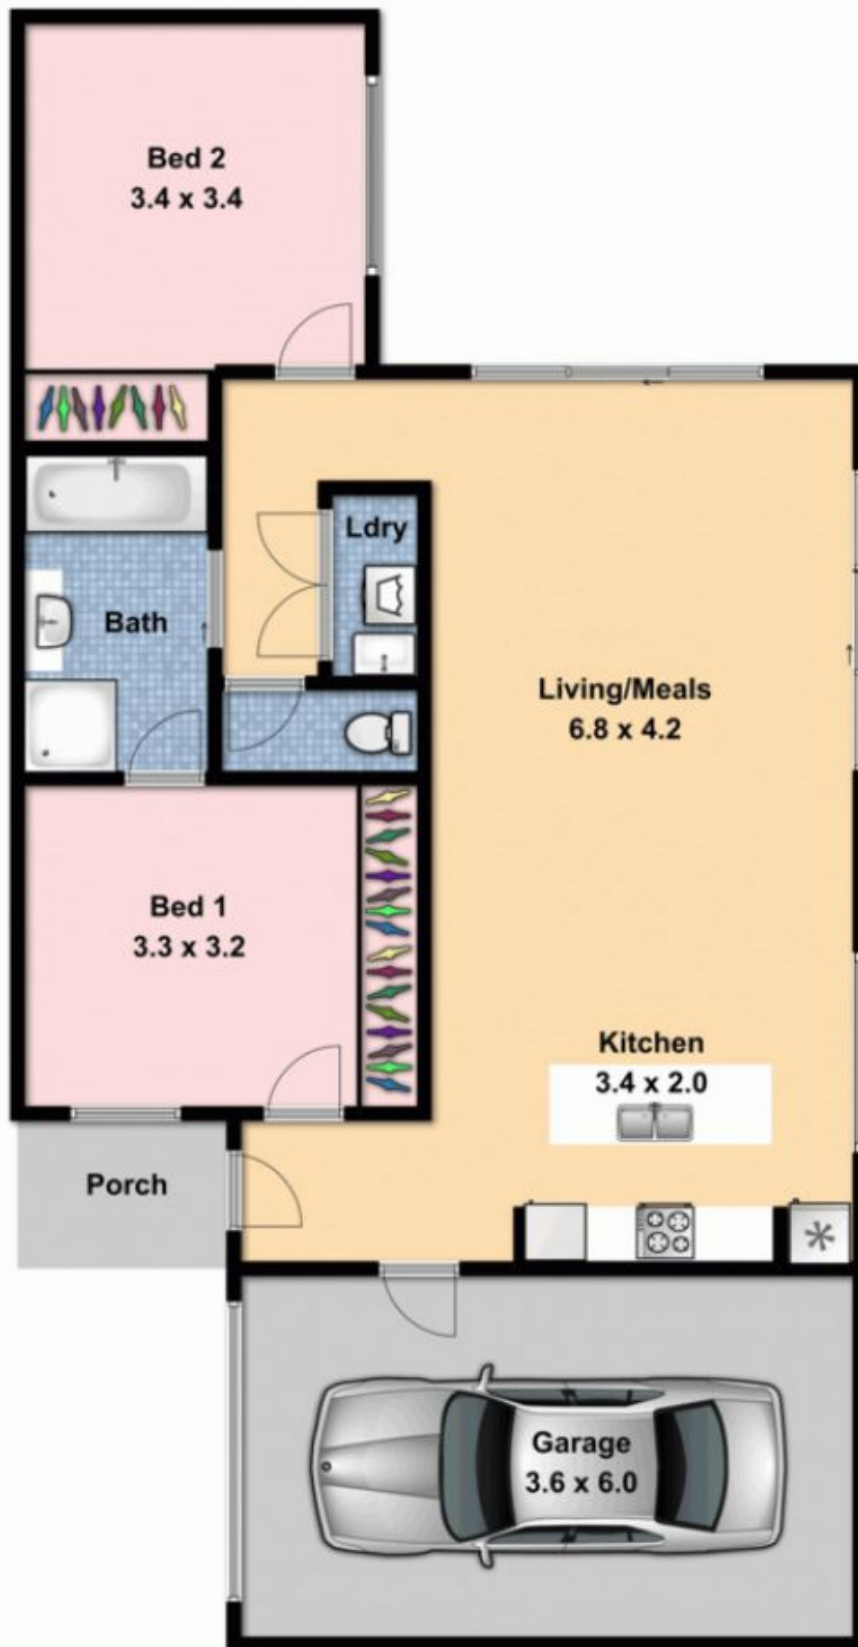 Bed 2
3.4 x 3.4
Ldry
Bath
Living/Meals
6.8 x 4.2
Bed 1
3.3 x 3.2
Kitchen
3.4 x 2.0
Porch
Garage
3.6 x 6.0